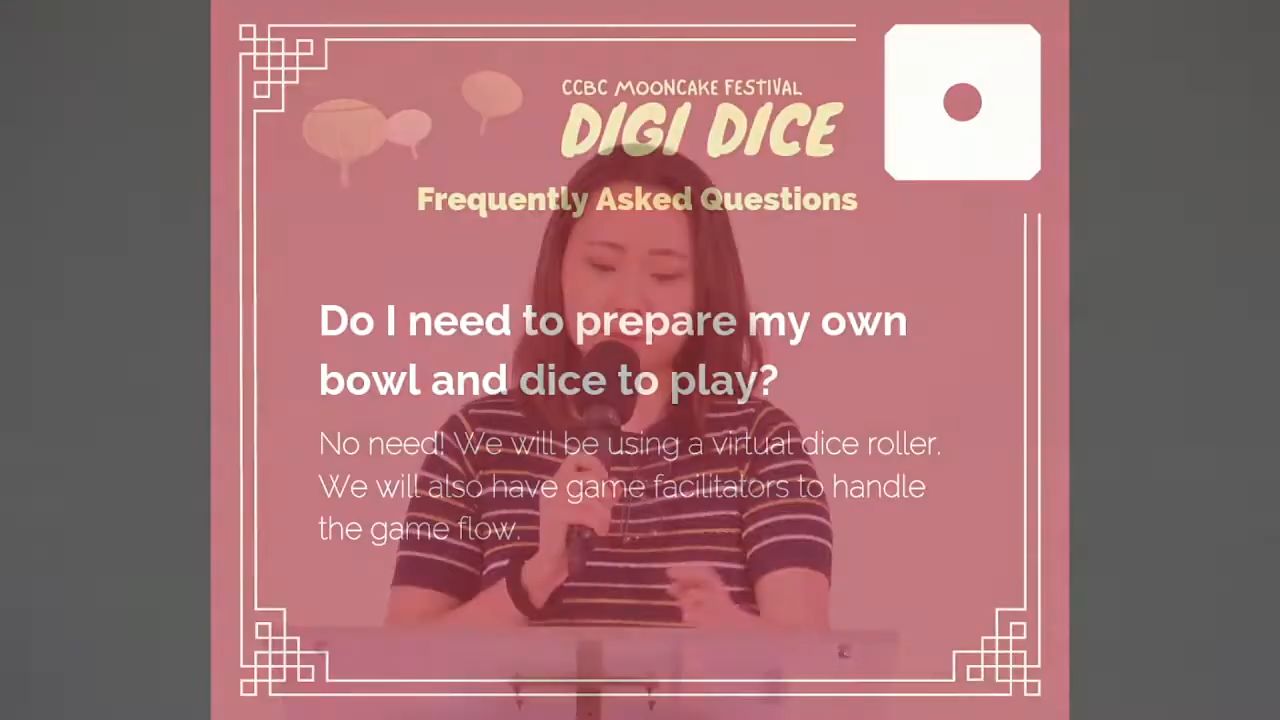 CCBC MOONCAKE FESTIVAL
DIGI DICE
Frequently Asked Questions
Do I need to prepare my own
bowl and dice to play?
No need! We will be using a virtual dice roller.
We will also have game facilitators to handle
the game flow.